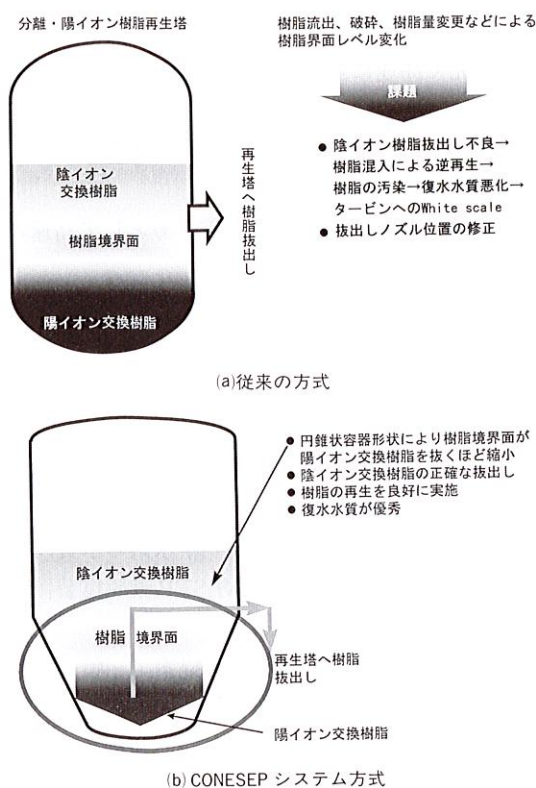 分離・陽イオン樹脂再生塔
樹脂流出、破砕、樹脂量変更などによる
樹脂界面レベル変化
課題
● 陰イオン樹脂抜出し不良→
樹脂混入による逆再生→
樹脂の汚染→復水水質悪化→
タービンへのWhite scale
● 抜出しノズル位置の修正
陰イオン
交換樹脂
樹脂境界面
陽イオン交換樹脂
再生塔へ樹脂抜出し
(a)従来の方式
● 円錐状容器形状により樹脂境界面が
陽イオン交換樹脂を抜くほど縮小
● 陰イオン交換樹脂の正確な抜出し
● 樹脂の再生を良好に実施
● 復水水質が優秀
陰イオン交換樹脂
樹脂 境界面
再生塔へ樹脂
抜出し
陽イオン交換樹脂
(b) CONESEP システム方式